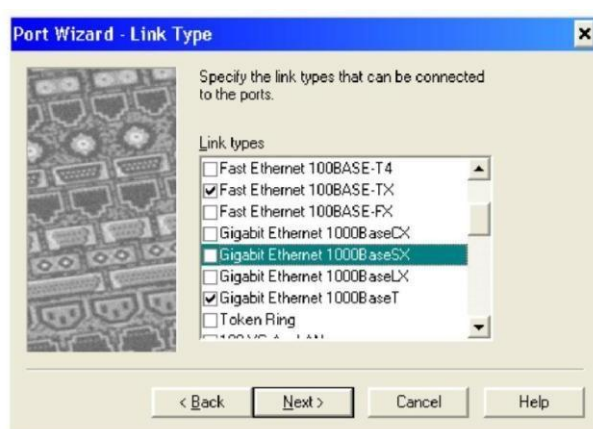 Port Wizard - Link Type
Specify the link types that can be connected
to the ports.
Link types
Fast Ethernet 100BASE-T4
Fast Ethernet 100BASE-TX
Fast Ethernet 100BASE-FX
Gigabit Ethernet 1000BaseCX
Gigabit Ethernet 1000BaseSX
Gigabit Ethernet 1000BaseLX
Gigabit Ethernet 1000BaseT
Token Ring
< Back Next > Cancel Help